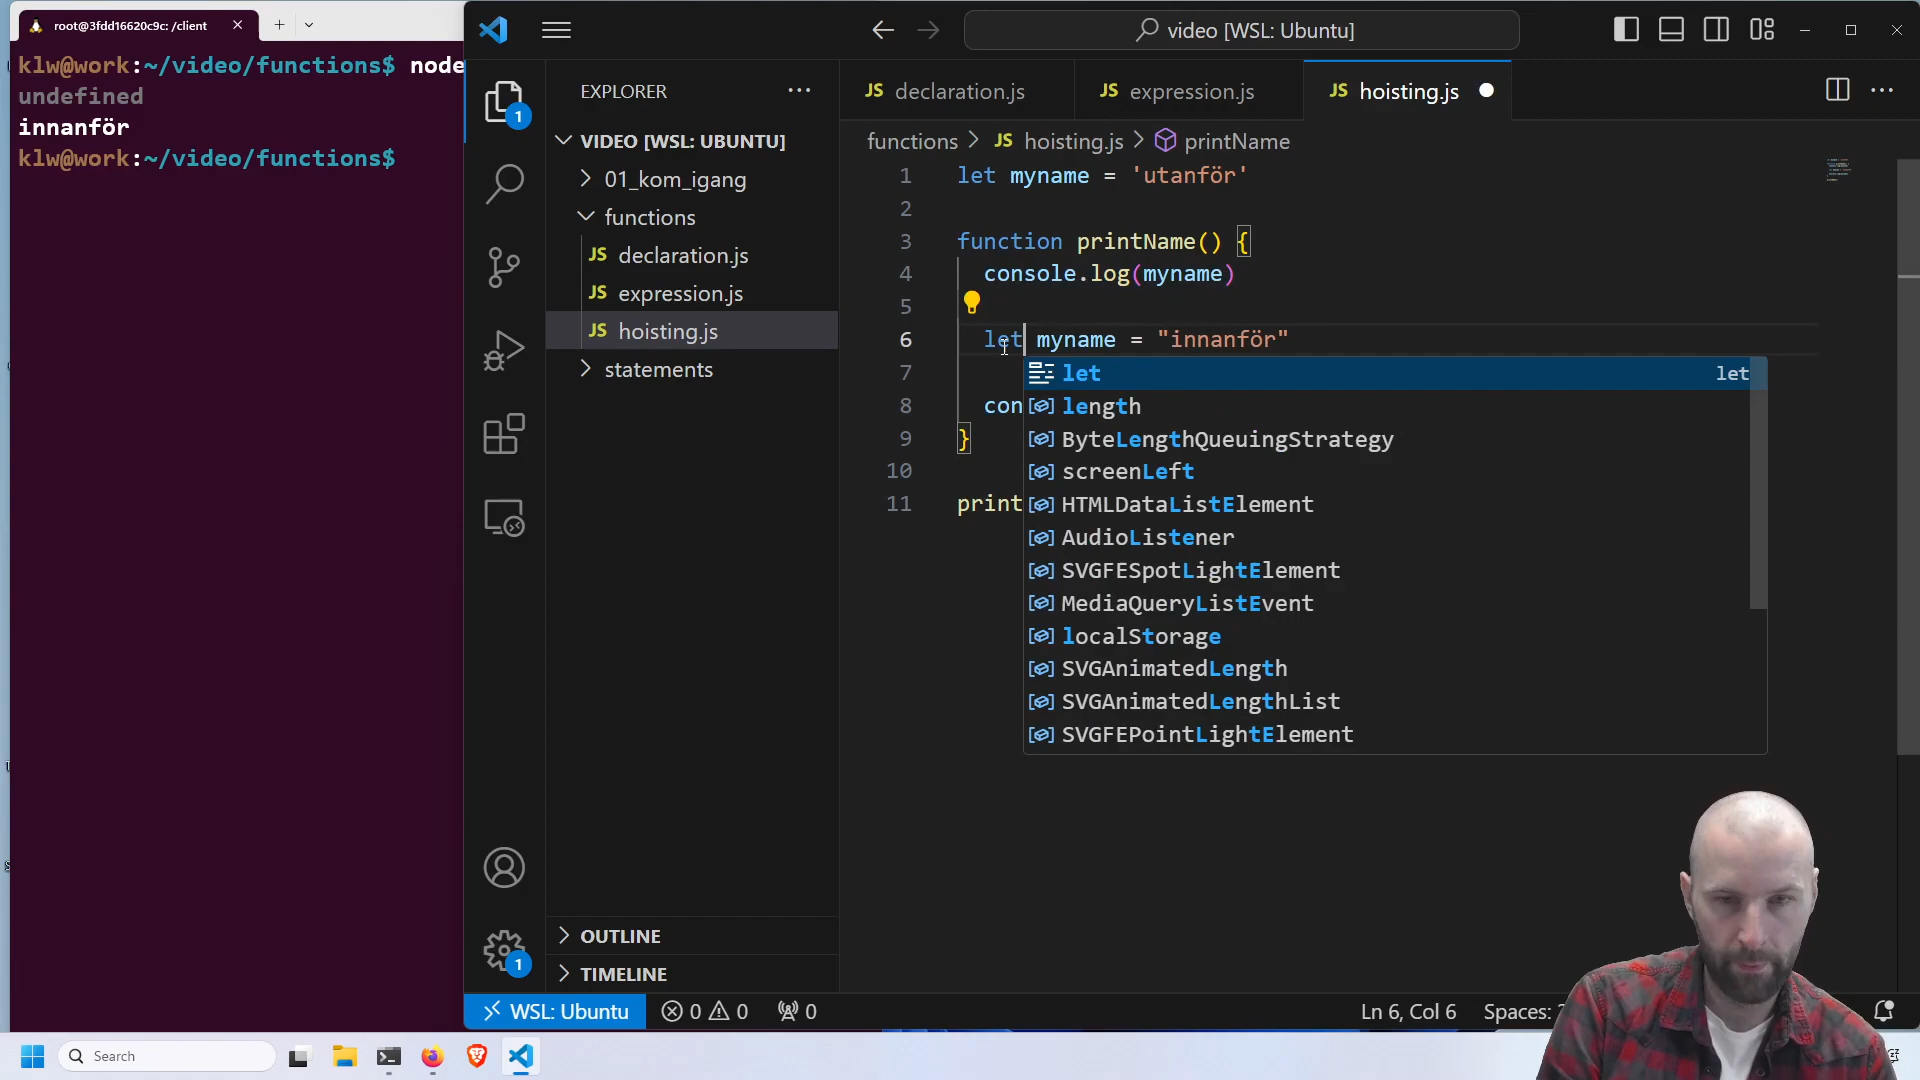 root@3fdd16620c9c: /client
klw@work:~/video/functions$ node
undefined
innanför
klw@work:~/video/functions$
video [WSL: Ubuntu]
EXPLORER
VIDEO [WSL: UBUNTU]
01_kom_igang
functions
JS declaration.js
JS expression.js
JS hoisting.js
statements
OUTLINE
TIMELINE
JS declaration.js
JS expression.js
JS hoisting.js
functions > JS hoisting.js > printName
1 let myname = 'utanför'
2
3 function printName() {
4 console.log(myname)
5
6 let myname = "innanför"
7
8 con
9 }
10
11 print
let let
length
ByteLengthQueuingStrategy
screenLeft
HTMLDataListElement
AudioListener
SVGFESpotLightElement
MediaQueryListEvent
localStorage
SVGAnimatedLength
SVGAnimatedLengthList
SVGFEPointLightElement
1
1
WSL: Ubuntu 0 0 0 Ln 6, Col 6 Spaces:
Search